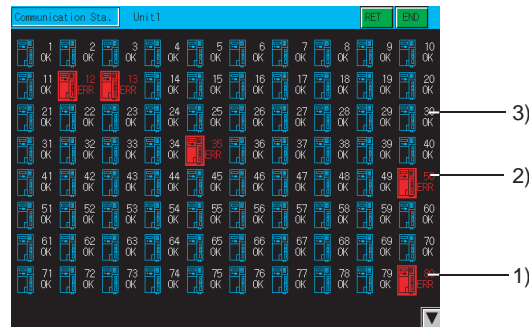 Communication Sta. Unit1 RET END
1 2 3 4 5 6 7 8 9 10
OK OK OK OK OK OK OK OK OK OK
11 12 13 14 15 16 17 18 19 20
OK ERR ERR OK OK OK OK OK OK OK
21 22 23 24 25 26 27 28 29 30
OK OK OK OK OK OK OK OK OK OK
3)
31 32 33 34 35 36 37 38 39 40
OK OK OK OK ERR OK OK OK OK OK
41 42 43 44 45 46 47 48 49
OK OK OK OK OK OK OK OK OK ERR
2)
51 52 53 54 55 56 57 58 59 60
OK OK OK OK OK OK OK OK OK OK
61 62 63 64 65 66 67 68 69 70
OK OK OK OK OK OK OK OK OK OK
71 72 73 74 75 76 77 78 79
OK OK OK OK OK OK OK OK OK ERR
1)